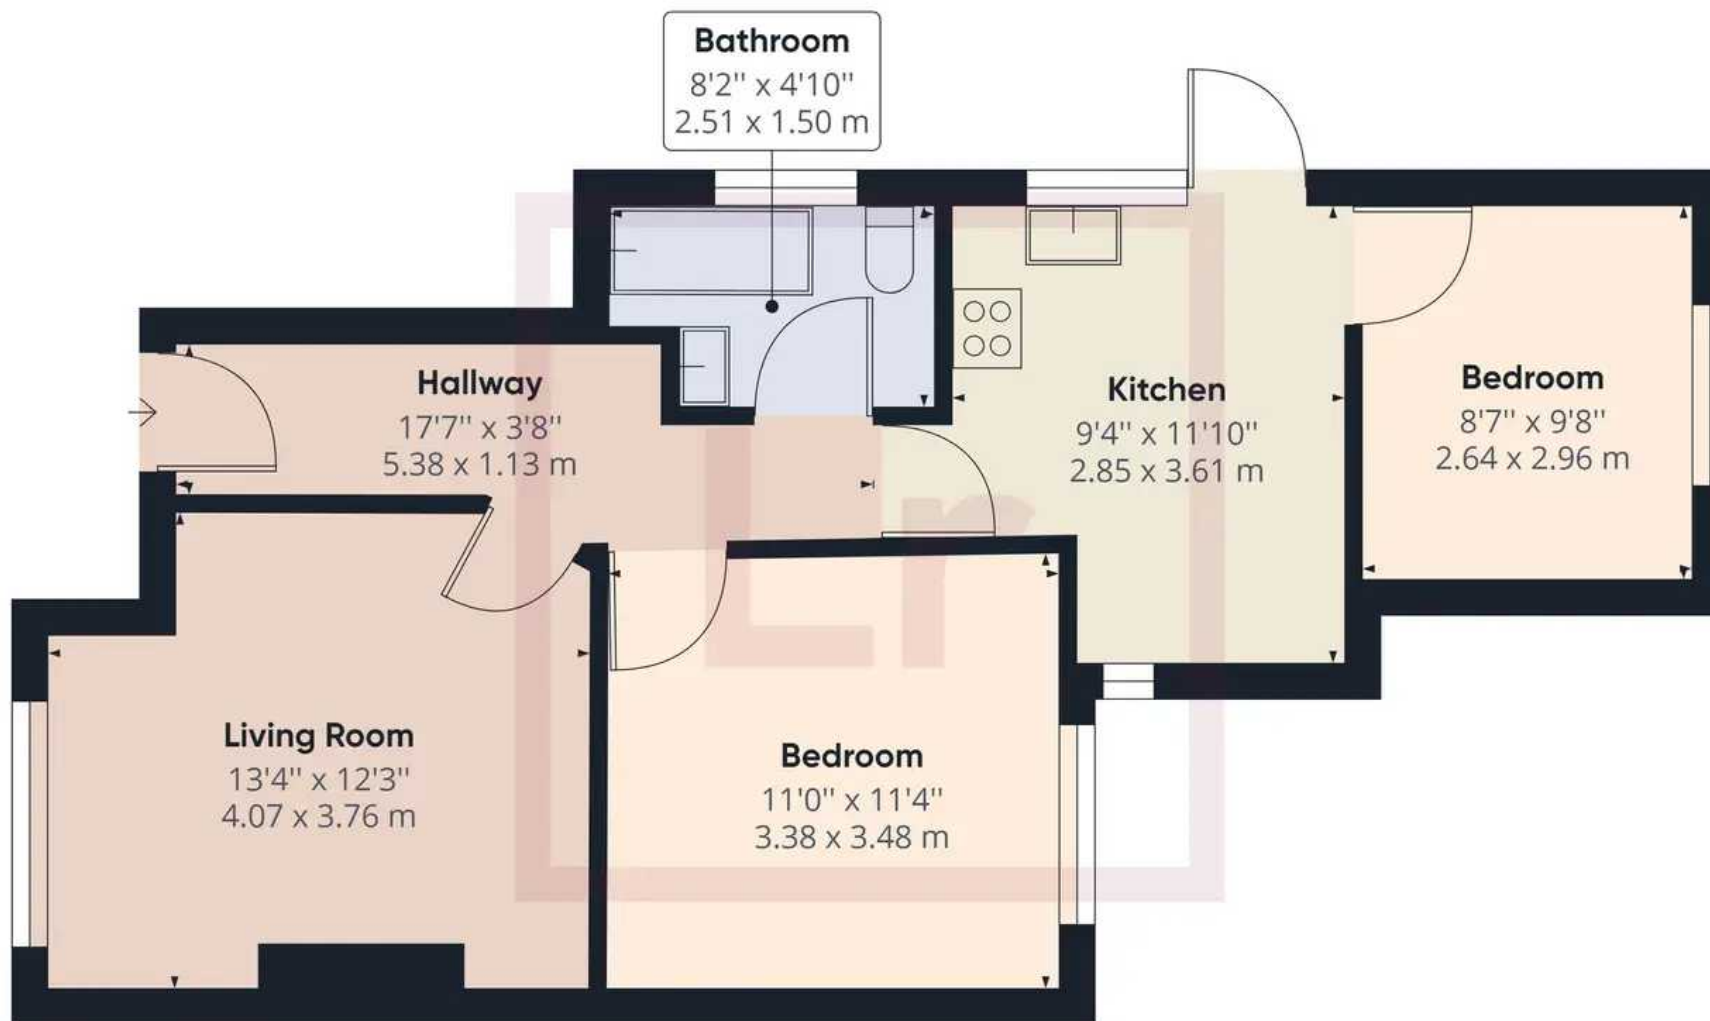 Bathroom
8'2" x 4'10"
2.51 x 1.50 m
Hallway
17'7" x 3'8"
5.38 x 1.13 m
Kitchen
9'4" x 11'10"
2.85 x 3.61 m
Bedroom
8'7" x 9'8"
2.64 x 2.96 m
Living Room
13'4" x 12'3"
4.07 x 3.76 m
Bedroom
11'0" x 11'4"
3.38 x 3.48 m
Lr